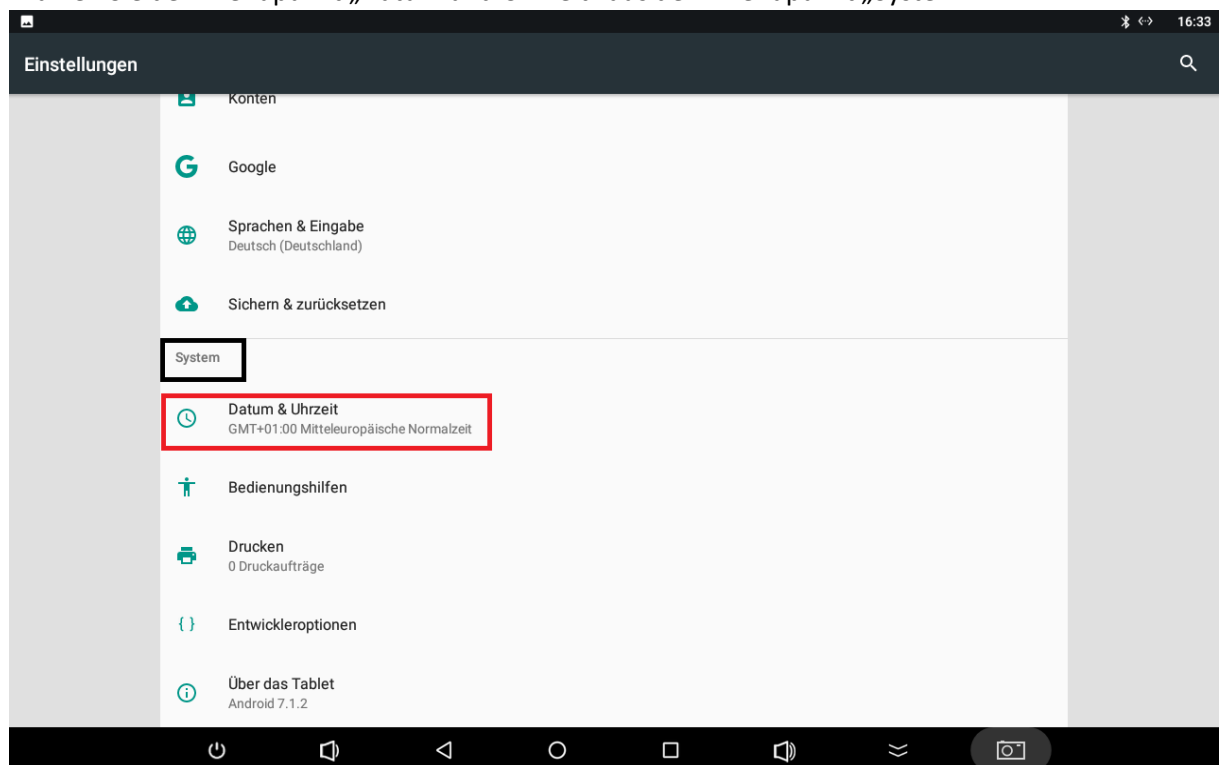 16:33
Einstellungen
Konten
Google
Sprachen & Eingabe
Deutsch (Deutschland)
Sichern & zurücksetzen
System
Datum & Uhrzeit
GMT+01:00 Mitteleuropäische Normalzeit
Bedienungshilfen
Drucken
0 Druckaufträge
{ } Entwickleroptionen
Über das Tablet
Android 7.1.2